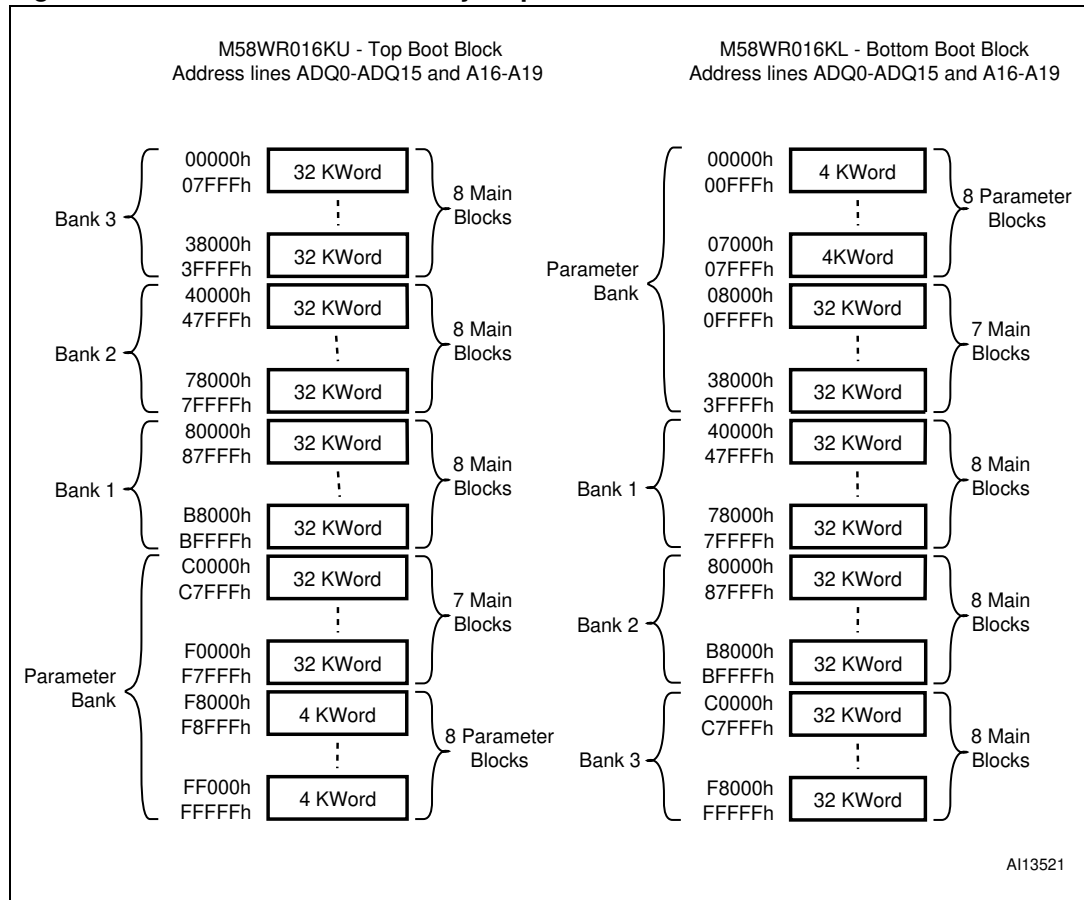 M58WR016KU - Top Boot Block
Address lines ADQ0-ADQ15 and A16-A19
Bank 3
00000h
07FFFh
32 KWord
38000h
3FFFFh
32 KWord
8 Main
Blocks
Bank 2
40000h
47FFFh
32 KWord
78000h
7FFFFh
32 KWord
8 Main
Blocks
Bank 1
80000h
87FFFh
32 KWord
B8000h
BFFFFh
32 KWord
8 Main
Blocks
Parameter
Bank
C0000h
C7FFFh
32 KWord
F0000h
F7FFFh
32 KWord
7 Main
Blocks
F8000h
F8FFFh
4 KWord
FF000h
FFFFFh
4 KWord
8 Parameter
Blocks
M58WR016KL - Bottom Boot Block
Address lines ADQ0-ADQ15 and A16-A19
Parameter
Bank
00000h
00FFFh
4 KWord
07000h
07FFFh
4KWord
8 Parameter
Blocks
08000h
0FFFFh
32 KWord
38000h
3FFFFh
32 KWord
7 Main
Blocks
Bank 1
40000h
47FFFh
32 KWord
78000h
7FFFFh
32 KWord
8 Main
Blocks
Bank 2
80000h
87FFFh
32 KWord
B8000h
BFFFFh
32 KWord
8 Main
Blocks
Bank 3
C0000h
C7FFFh
32 KWord
F8000h
FFFFFh
32 KWord
8 Main
Blocks
AI13521